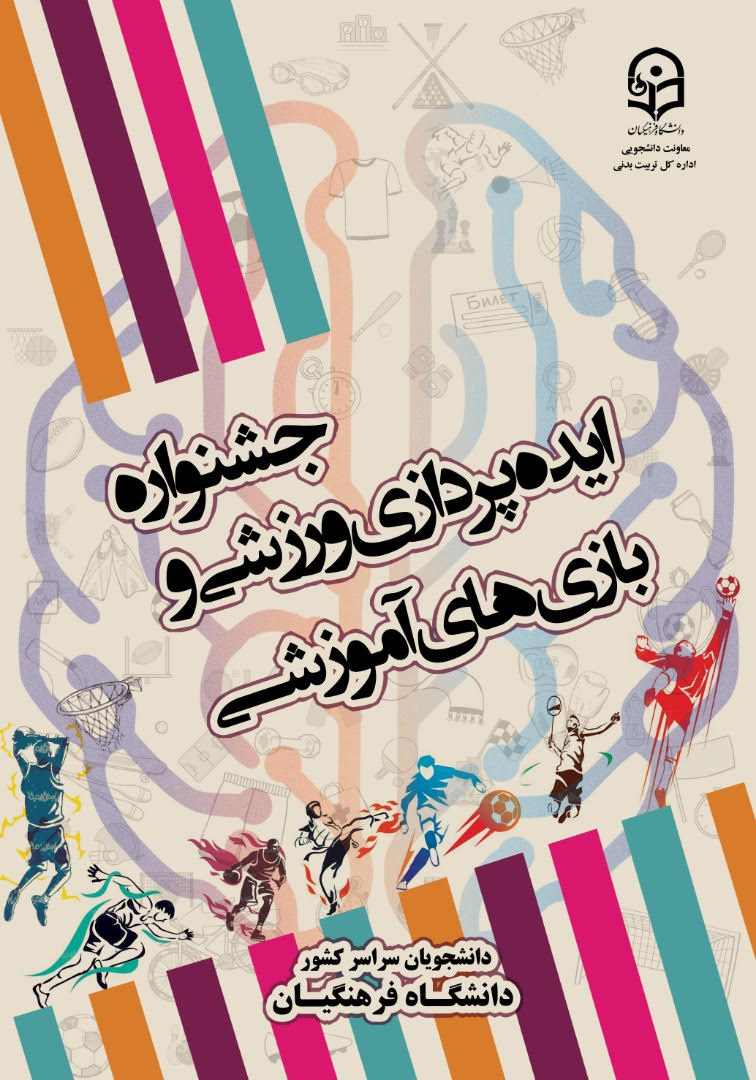 دانشگاه فرهنگیان
معاونت دانشجویی
اداره کل تربیت بدنی
Билет
جشنواره
ایده پردازی ورزشی و
بازی های آموزشی
دانشجویان سراسر کشور
دانشگاه فرهنگیان